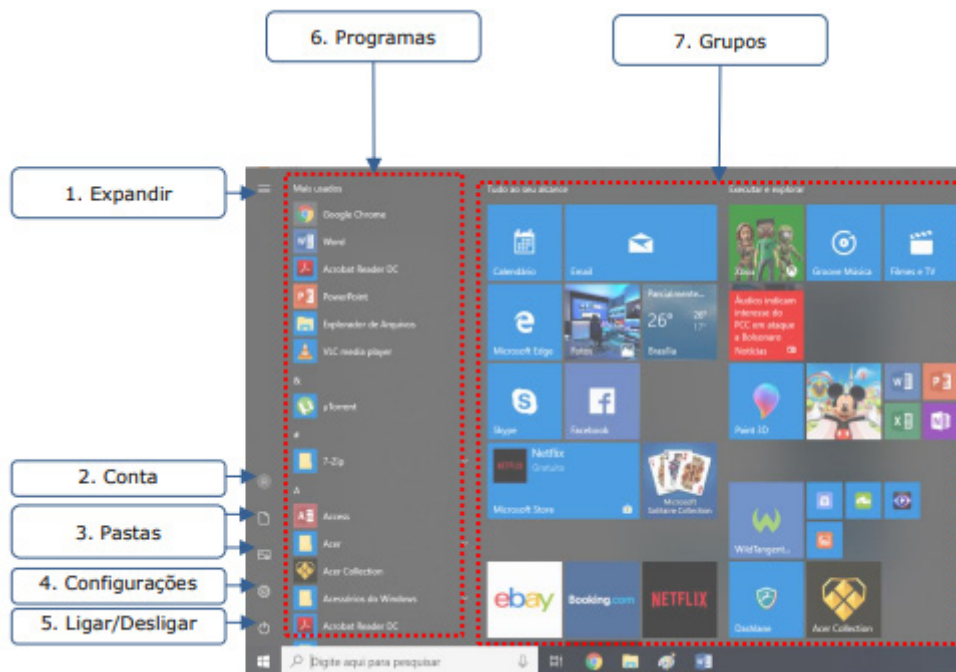 6. Programas
7. Grupos
1. Expandir
2. Conta
3. Pastas
4. Configurações
5. Ligar/Desligar
Mais usados
Google Chrome
Word
Acrobat Reader DC
PowerPoint
Explorador de Arquivos
VLC media player
&
µTorrent
#
7-Zip
A
Access
Acer
Acer Collection
Acessórios do Windows
Acrobat Reader DC
Tudo ao seu alcance
Calendário
Email
Microsoft Edge
Fotos
Parcialmente...
26°
28°
17°
Brasília
Skype
Facebook
NETFLIX
Netflix
Gratuito
Microsoft Store
Microsoft
Solitaire Collection
ebay
Booking.com
NETFLIX
Executar e explorar
Xbox
Groove Música
Filmes e TV
Áudios indicam
interesse do
PCC em ataque
a Bolsonaro
Notícias
Paint 3D
WildTangent...
Dashlane
Acer Collection
Digite aqui para pesquisar